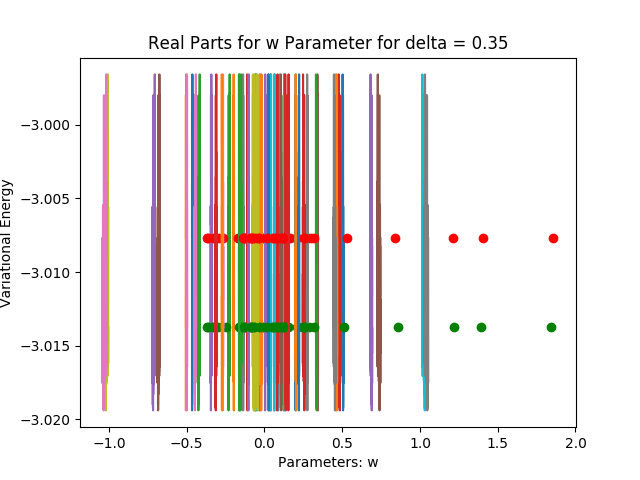 Real Parts for w Parameter for delta = 0.35
Variational Energy
−3.000
−3.005
−3.010
−3.015
−3.020
−1.0 −0.5 0.0 0.5 1.0 1.5 2.0
Parameters: w